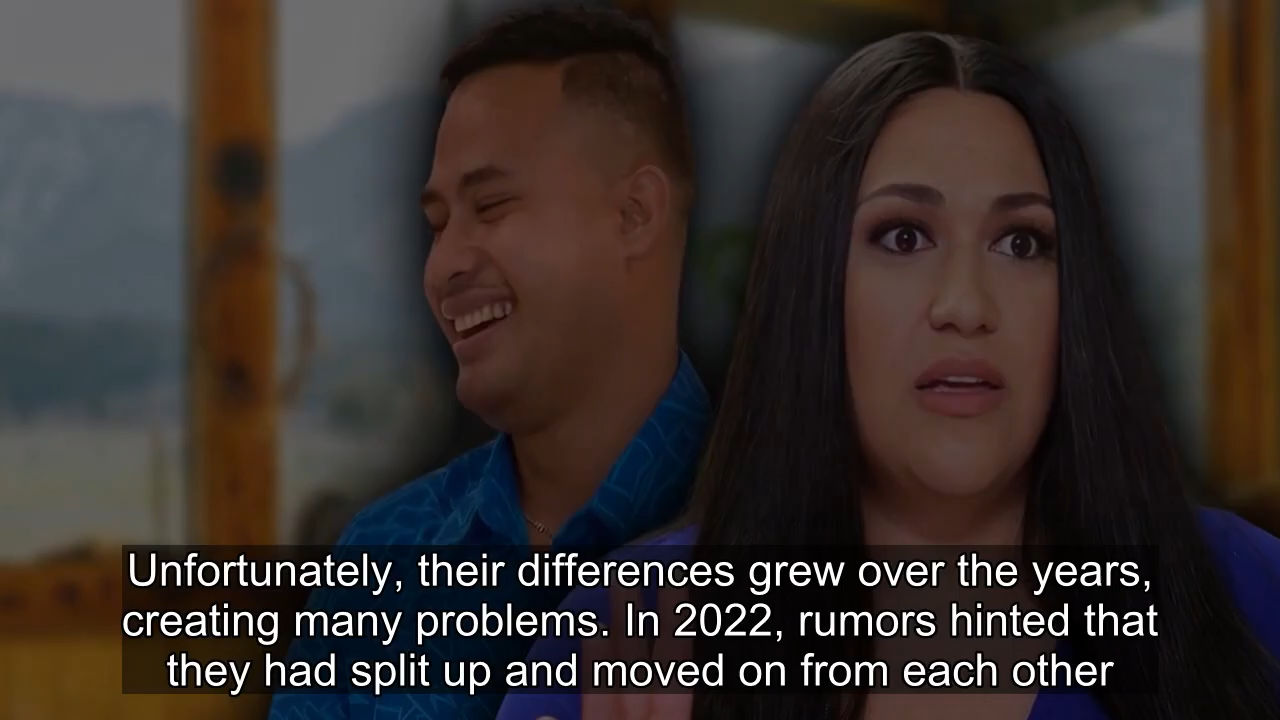 Unfortunately, their differences grew over the years,
creating many problems. In 2022, rumors hinted that
they had split up and moved on from each other